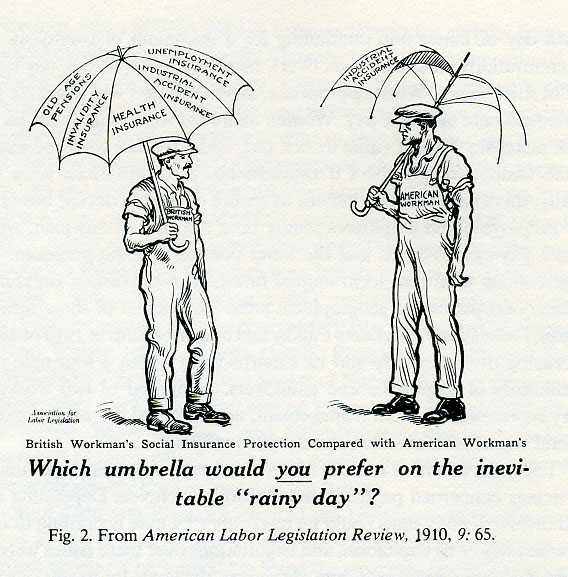 OLD AGE
PENSIONS
INVALIDITY
INSURANCE
HEALTH
INSURANCE
INDUSTRIAL
ACCIDENT
INSURANCE
UNEMPLOYMENT
INSURANCE
BRITISH
WORKMAN
INDUSTRIAL
ACCIDENT
INSURANCE
AMERICAN
WORKMAN
Association for
Labor Legislation
British Workman's Social Insurance Protection Compared with American Workman's
Which umbrella would you prefer on the inevi-
table "rainy day"?
Fig. 2. From American Labor Legislation Review, 1910, 9: 65.